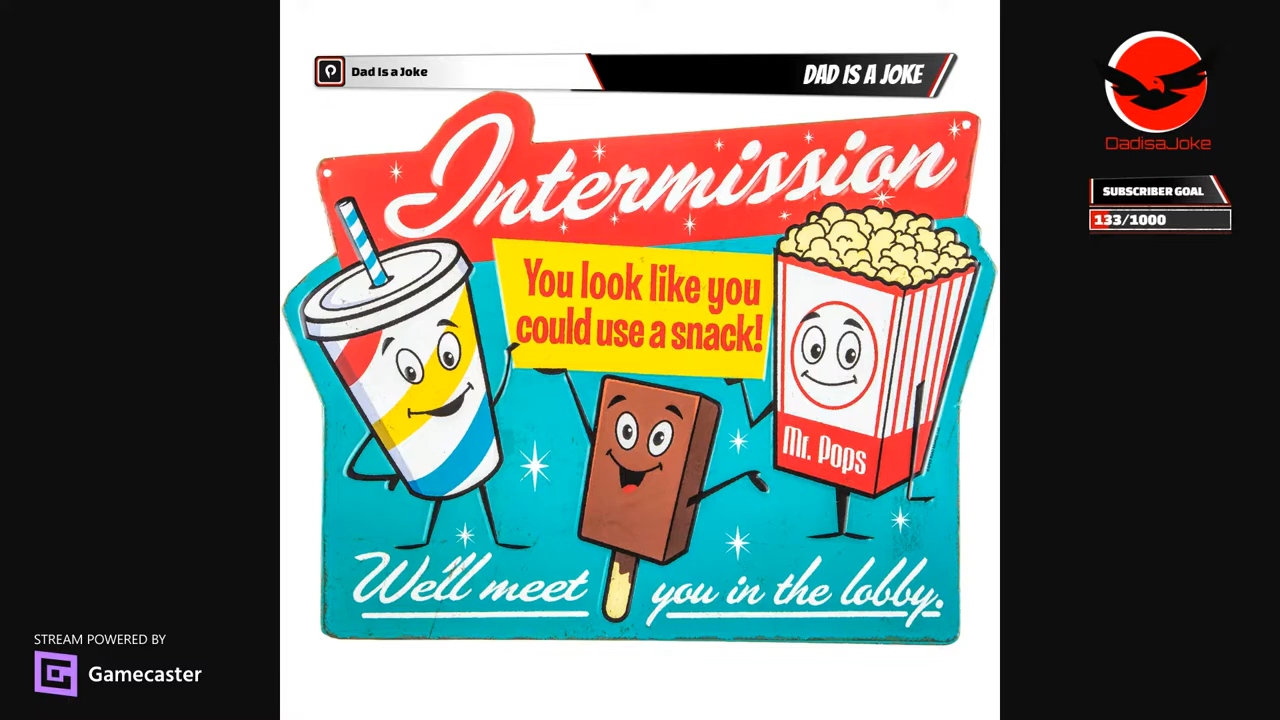 Dad Is a Joke
DAD IS A JOKE
DadisaJoke
SUBSCRIBER GOAL
133/1000
Intermission
You look like you
could use a snack!
Mr. Pops
We'll meet you in the lobby.
STREAM POWERED BY
Gamecaster